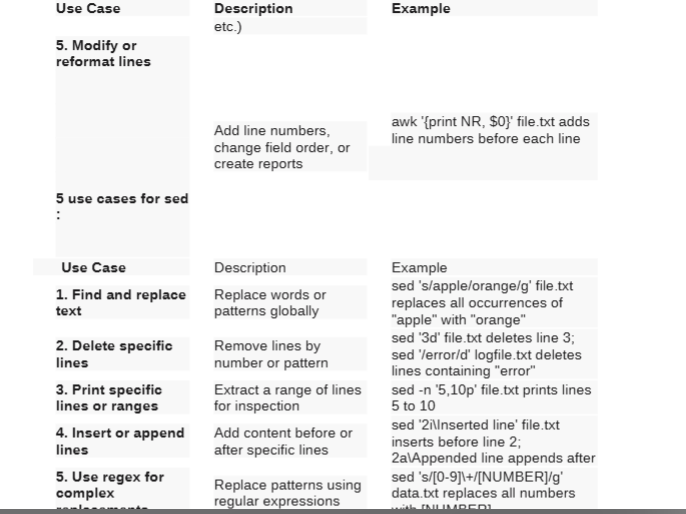 Use Case Description Example
etc.)
5. Modify or
reformat lines
awk '{print NR, $0}' file.txt adds
line numbers before each line
Add line numbers,
change field order, or
create reports
5 use cases for sed
:
Use Case Description Example
1. Find and replace
text
Replace words or
patterns globally
sed 's/apple/orange/g' file.txt
replaces all occurrences of
"apple" with "orange"
2. Delete specific
lines
Remove lines by
number or pattern
sed '3d' file.txt deletes line 3;
sed '/error/d' logfile.txt deletes
lines containing "error"
3. Print specific
lines or ranges
Extract a range of lines
for inspection
sed -n '5,10p' file.txt prints lines
5 to 10
4. Insert or append
lines
Add content before or
after specific lines
sed '2i\Inserted line' file.txt
inserts before line 2;
2a\Appended line appends after
5. Use regex for
complex
replacements
Replace patterns using
regular expressions
sed 's/[0-9]\+/[NUMBER]/g'
data.txt replaces all numbers
with [NUMBER]